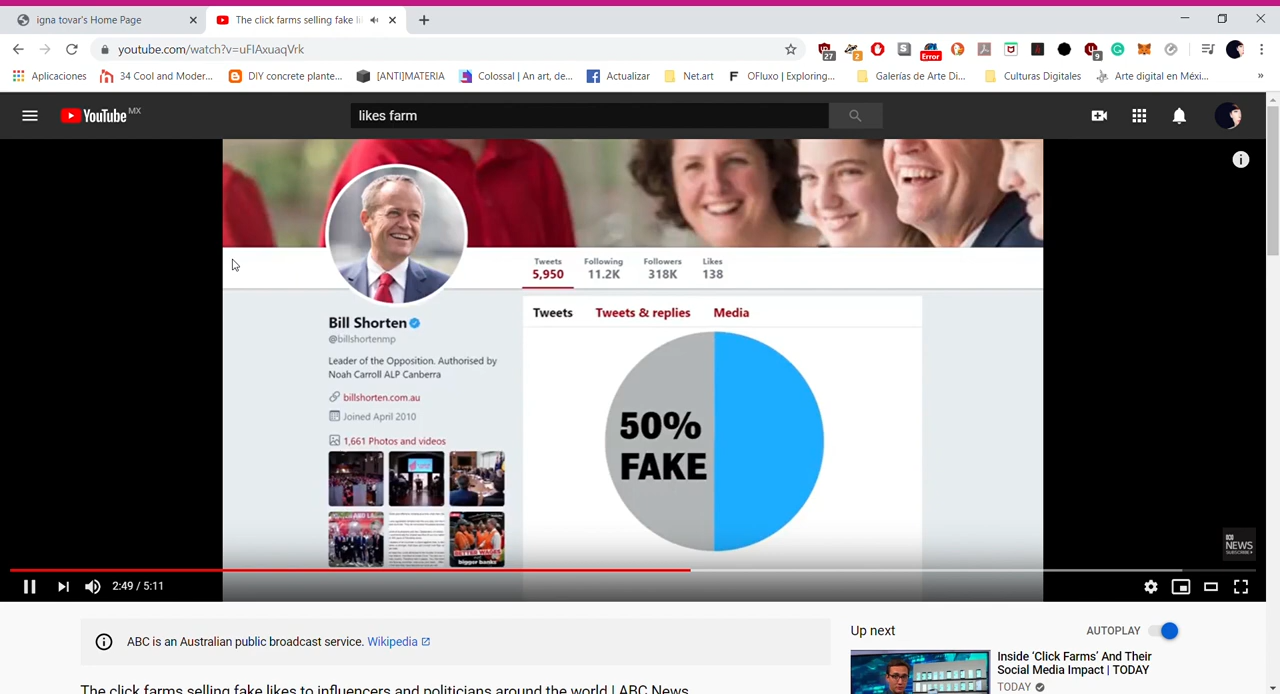 igna tovar's Home Page
The click farms selling fake li
youtube.com/watch?v=uFIAxuaqVrk
27
2
Error
9
Aplicaciones
34 Cool and Moder...
DIY concrete plante...
[ANTI]MATERIA
Colossal | An art, de...
Actualizar
Net.art
OFluxo | Exploring...
Galerías de Arte Di...
Culturas Digitales
Arte digital en Méxi...
»
YouTube MX
likes farm
Tweets Following Followers Likes
5,950 11.2K 318K 138
Bill Shorten
@billshortenmp
Leader of the Opposition. Authorised by
Noah Carroll ALP Canberra
billshorten.com.au
Joined April 2010
1,661 Photos and videos
BETTER WAGES
bigger banks
Tweets Tweets & replies Media
50%
FAKE
NEWS
SUBSCRIBE
2:49 / 5:11
ABC is an Australian public broadcast service. Wikipedia
The click farms selling fake likes to influencers and politicians around the world | ABC News
Up next
AUTOPLAY
Inside ‘Click Farms’ And Their
Social Media Impact | TODAY
TODAY